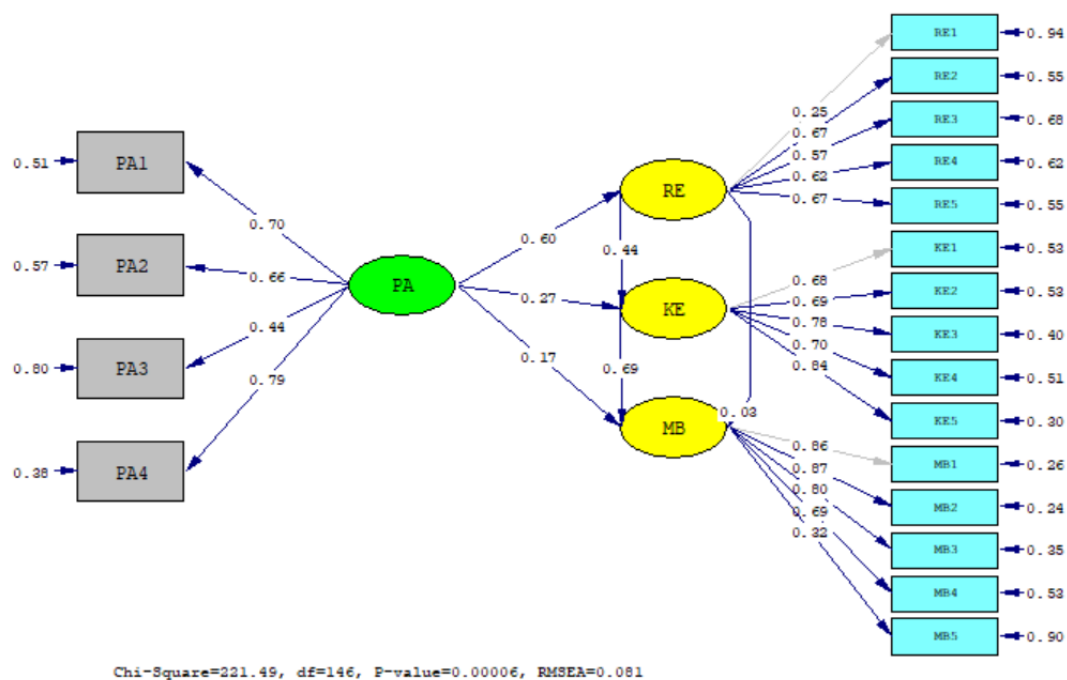 RE1
0.94
RE2
0.55
RE3
0.68
RE4
0.62
RE5
0.55
KE1
0.53
KE2
0.53
KE3
0.40
KE4
0.51
KE5
0.30
MB1
0.26
MB2
0.24
MB3
0.35
MB4
0.53
MB5
0.90
0.25
0.67
0.57
0.62
0.67
0.68
0.69
0.78
0.70
0.84
0.03
0.86
0.87
0.80
0.69
0.32
RE
KE
MB
0.44
0.69
0.60
0.27
0.17
PA
0.70
0.66
0.44
0.79
0.51
PA1
0.57
PA2
0.80
PA3
0.38
PA4
Chi-Square=221.49, df=146, P-value=0.00006, RMSEA=0.081